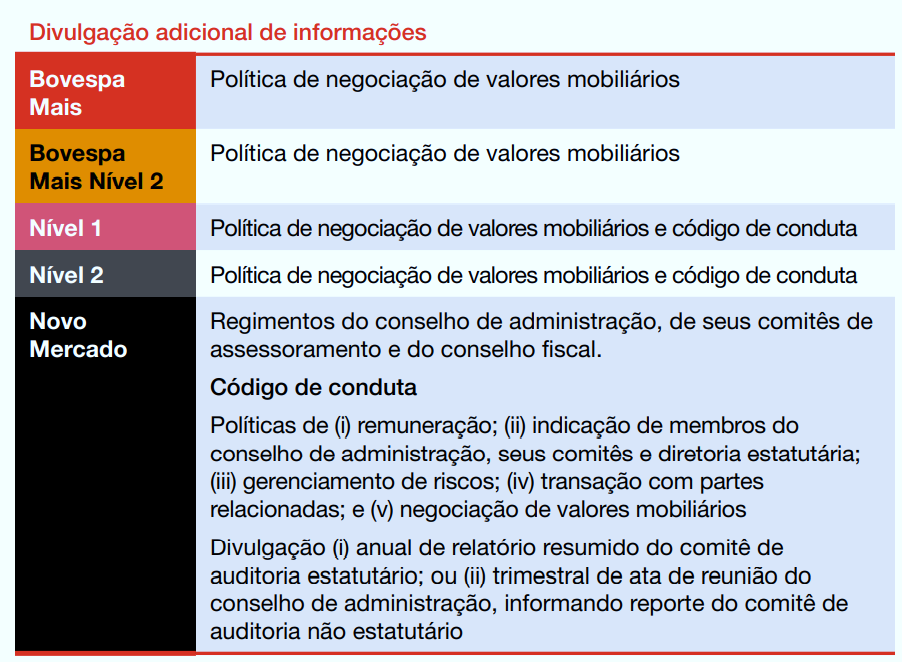 Divulgação adicional de informações
Bovespa
Mais
Política de negociação de valores mobiliários
Bovespa
Mais Nível 2
Política de negociação de valores mobiliários
Nível 1
Política de negociação de valores mobiliários e código de conduta
Nível 2
Política de negociação de valores mobiliários e código de conduta
Novo
Mercado
Regimentos do conselho de administração, de seus comitês de
assessoramento e do conselho fiscal.
Código de conduta
Políticas de (i) remuneração; (ii) indicação de membros do
conselho de administração, seus comitês e diretoria estatutária;
(iii) gerenciamento de riscos; (iv) transação com partes
relacionadas; e (v) negociação de valores mobiliários
Divulgação (i) anual de relatório resumido do comitê de
auditoria estatutário; ou (ii) trimestral de ata de reunião do
conselho de administração, informando reporte do comitê de
auditoria não estatutário